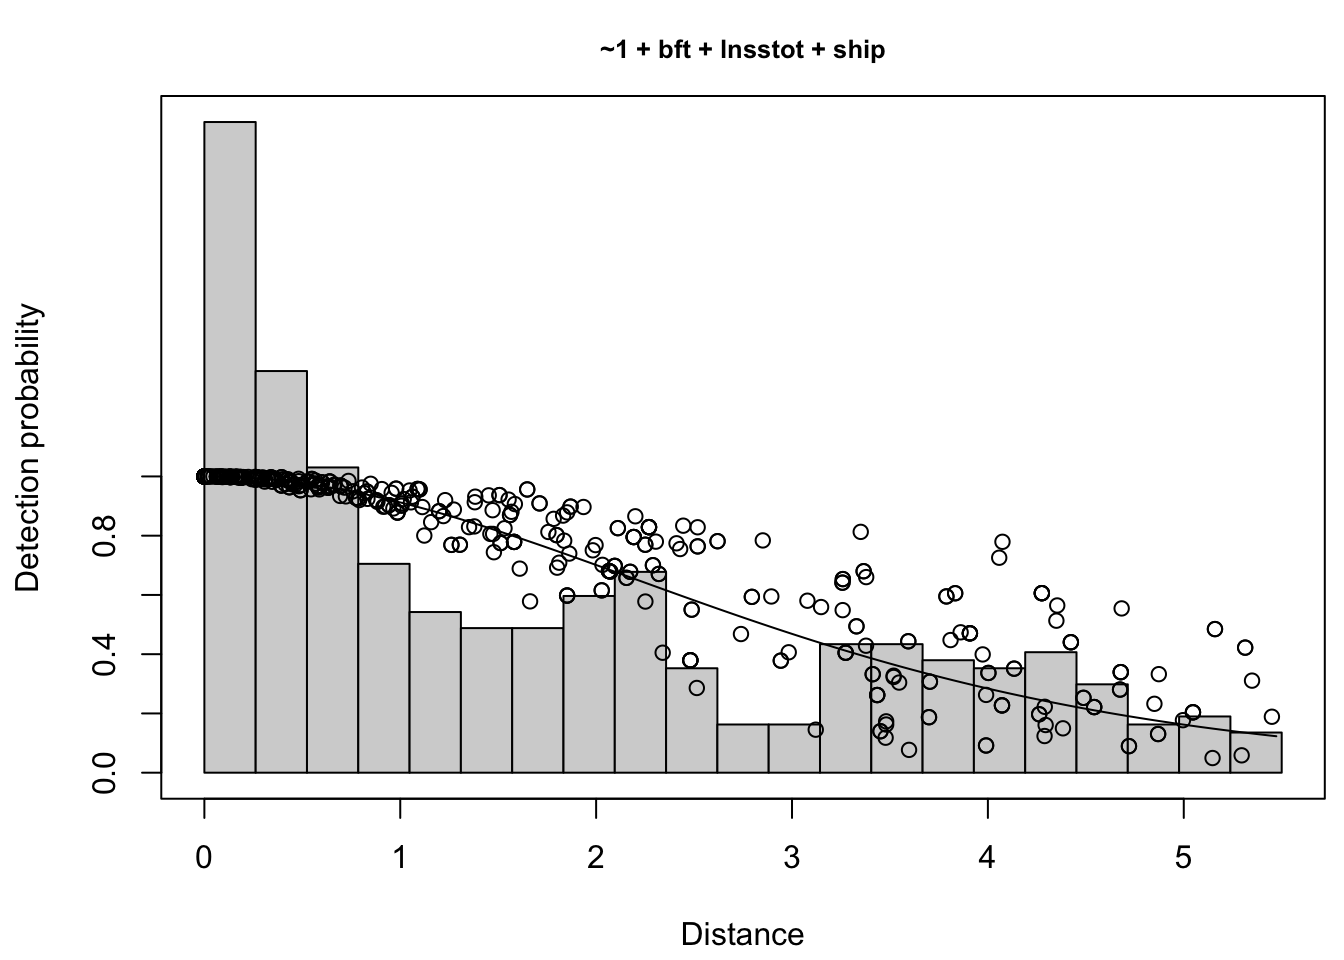 ~1 + bft + lnsstot + ship
Detection probability
0.8
0.4
0.0
0 1 2 3 4 5
Distance